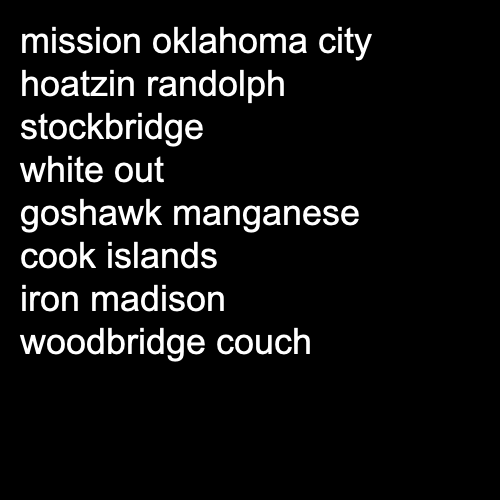 mission oklahoma city
hoatzin randolph
stockbridge
white out
goshawk manganese
cook islands
iron madison
woodbridge couch